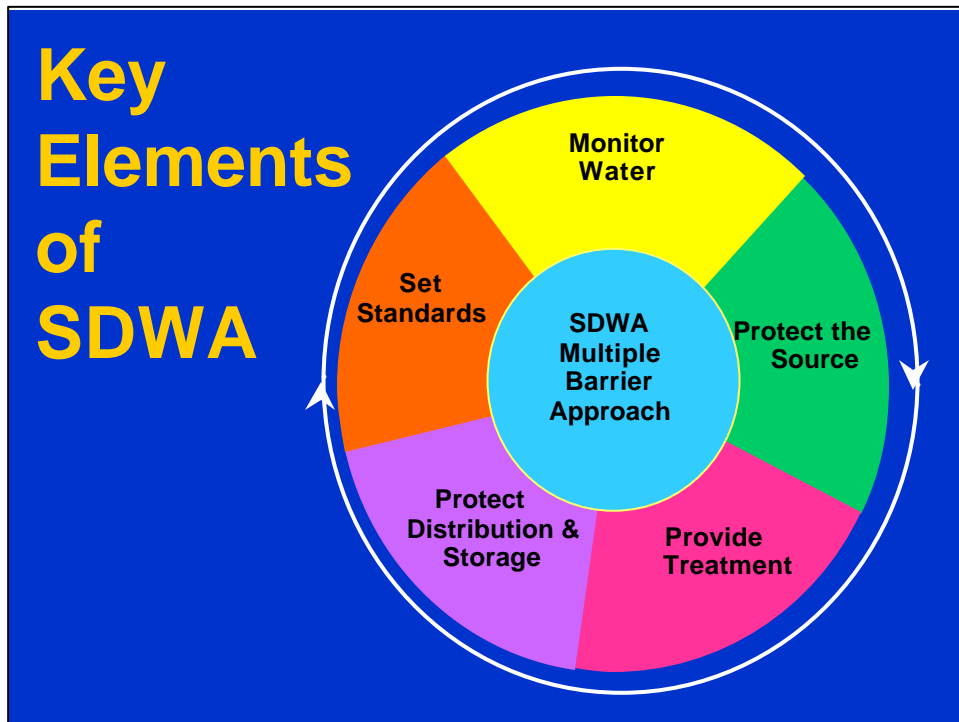 Key
Elements
of
SDWA
Monitor
Water
Set
Standards
SDWA
Multiple
Barrier
Approach
Protect the
Source
Protect
Distribution &
Storage
Provide
Treatment